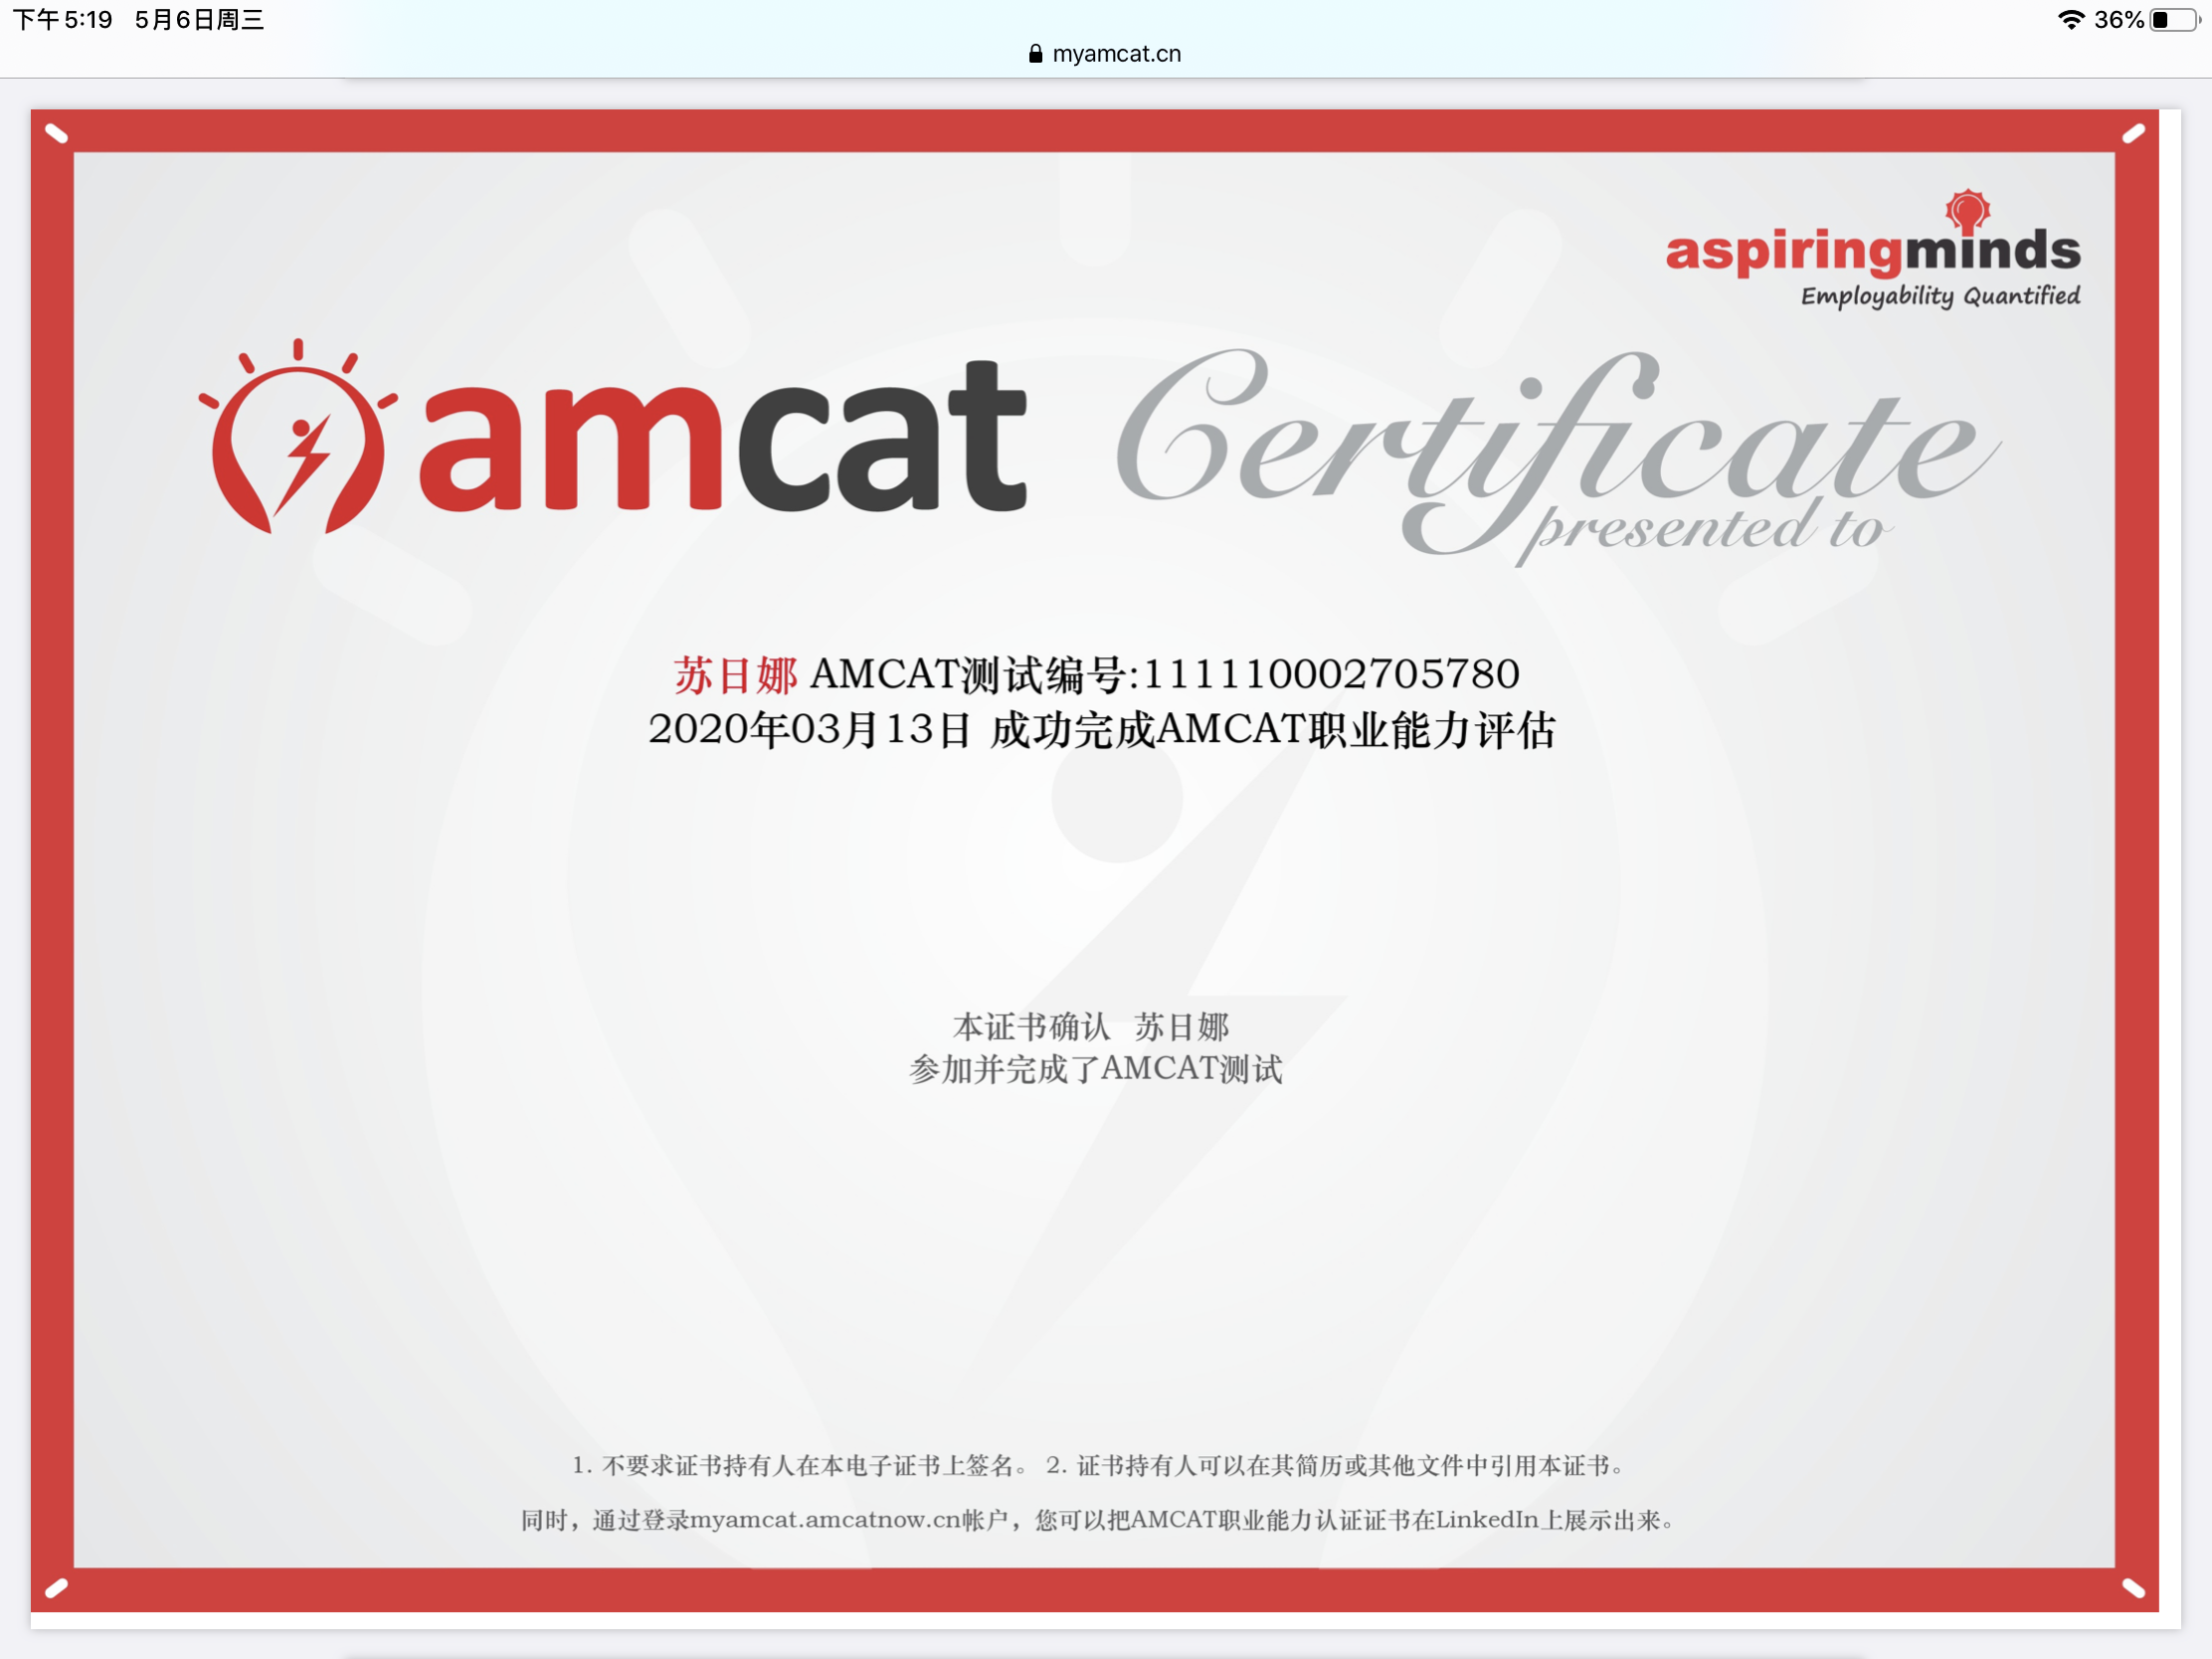 下午5:19 5月6日周三
36%
myamcat.cn
aspiringminds
Employability Quantified
amcat Certificate
presented to
苏日娜 AMCAT测试编号:111110002705780
2020年03月13日 成功完成AMCAT职业能力评估
本证书确认 苏日娜
参加并完成了AMCAT测试
1. 不要求证书持有人在本电子证书上签名。 2. 证书持有人可以在其简历或其他文件中引用本证书。
同时，通过登录myamcat.amcatnow.cn帐户，您可以把AMCAT职业能力认证证书在LinkedIn上展示出来。